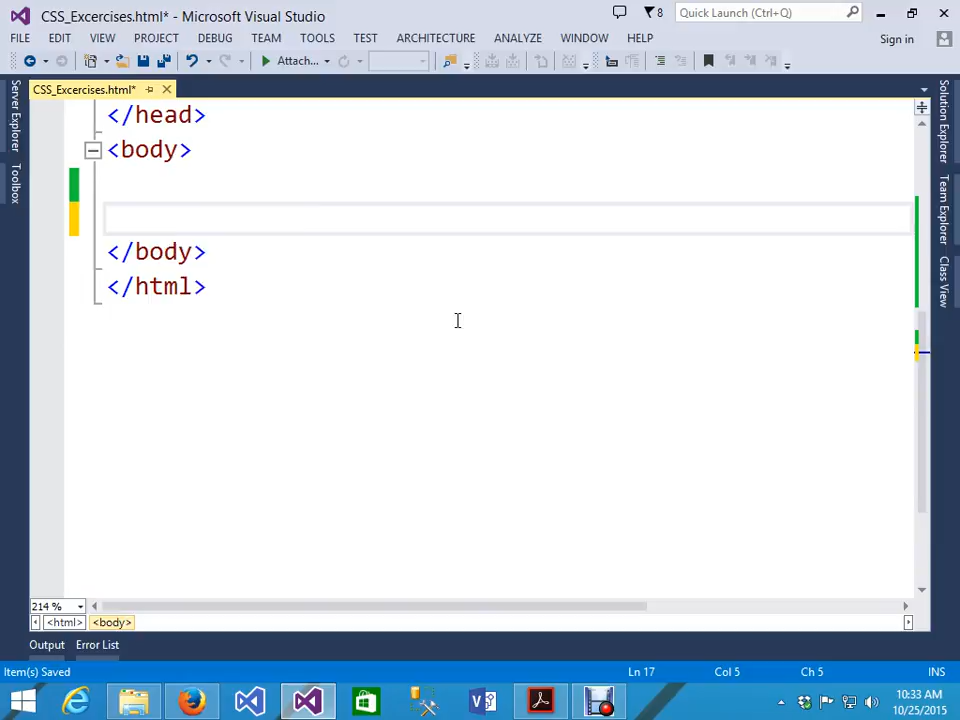 CSS_Excercises.html* - Microsoft Visual Studio
8
Quick Launch (Ctrl+Q)
FILE EDIT VIEW PROJECT DEBUG TEAM TOOLS TEST ARCHITECTURE ANALYZE WINDOW HELP Sign in
Attach...
CSS_Excercises.html*
Server Explorer
Toolbox
</head>
<body>
</body>
</html>
Solution Explorer
Team Explorer
Class View
214 %
<html> <body>
Output Error List
Item(s) Saved Ln 17 Col 5 Ch 5 INS
10:33 AM
10/25/2015